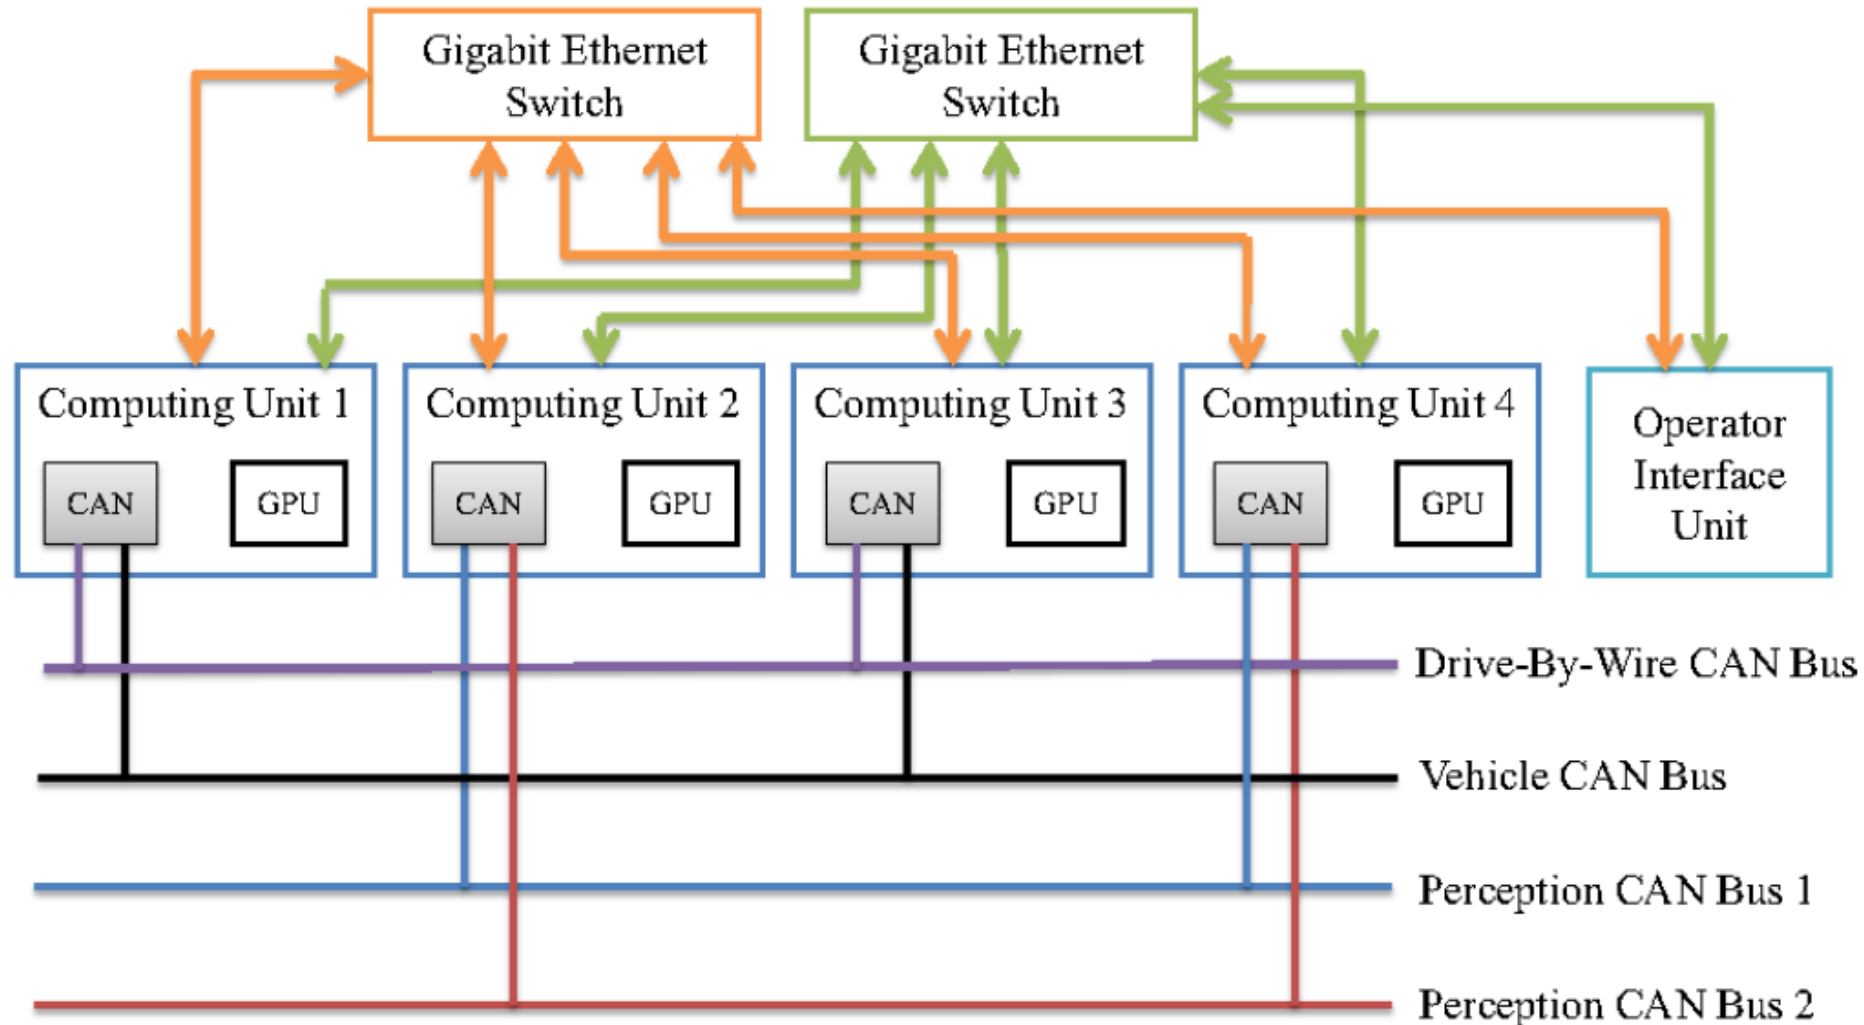 Gigabit Ethernet
Switch
Gigabit Ethernet
Switch
Computing Unit 1
CAN
GPU
Computing Unit 2
CAN
GPU
Computing Unit 3
CAN
GPU
Computing Unit 4
CAN
GPU
Operator
Interface
Unit
Drive-By-Wire CAN Bus
Vehicle CAN Bus
Perception CAN Bus 1
Perception CAN Bus 2